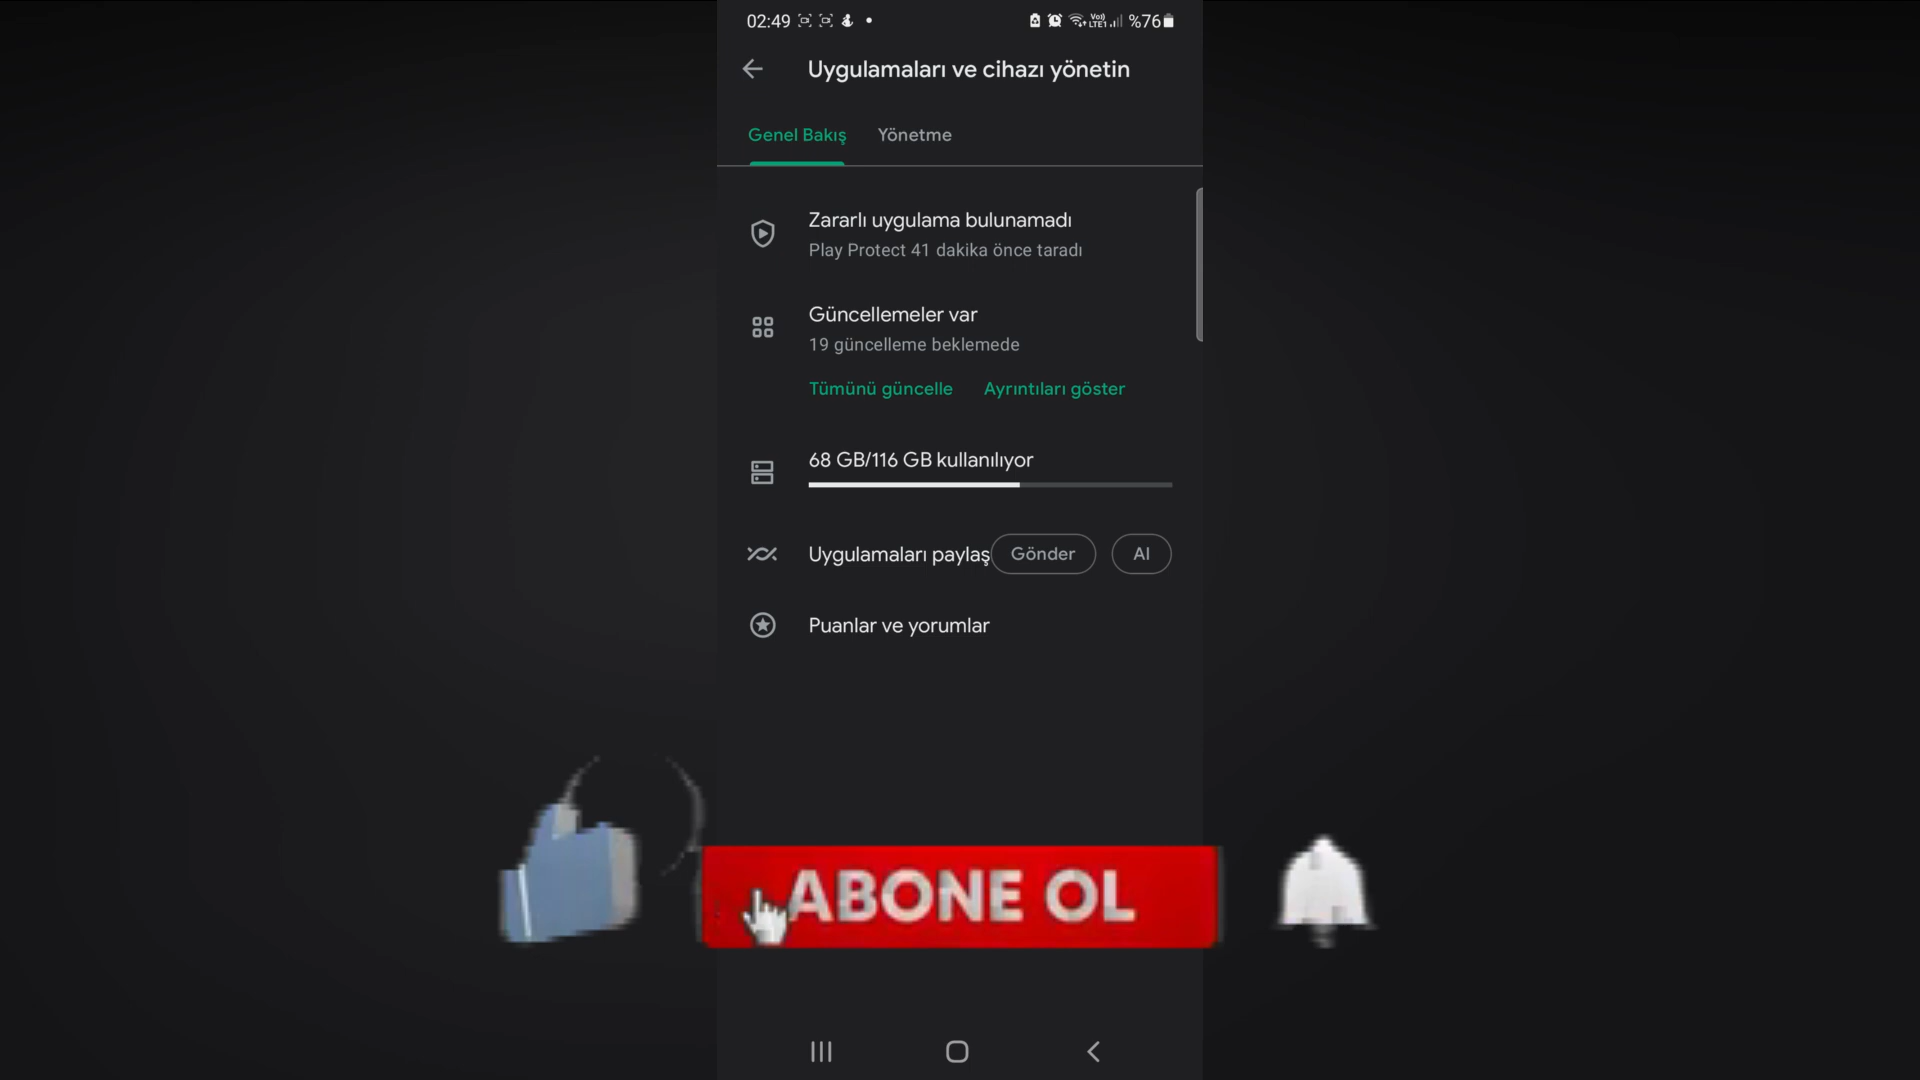 02:49 %76
Uygulamaları ve cihazı yönetin
Genel Bakış Yönetme
Zararlı uygulama bulunamadı
Play Protect 41 dakika önce taradı
Güncellemeler var
19 güncelleme beklemede
Tümünü güncelle Ayrıntıları göster
68 GB/116 GB kullanılıyor
Uygulamaları paylaş Gönder Al
Puanlar ve yorumlar
ABONE OL